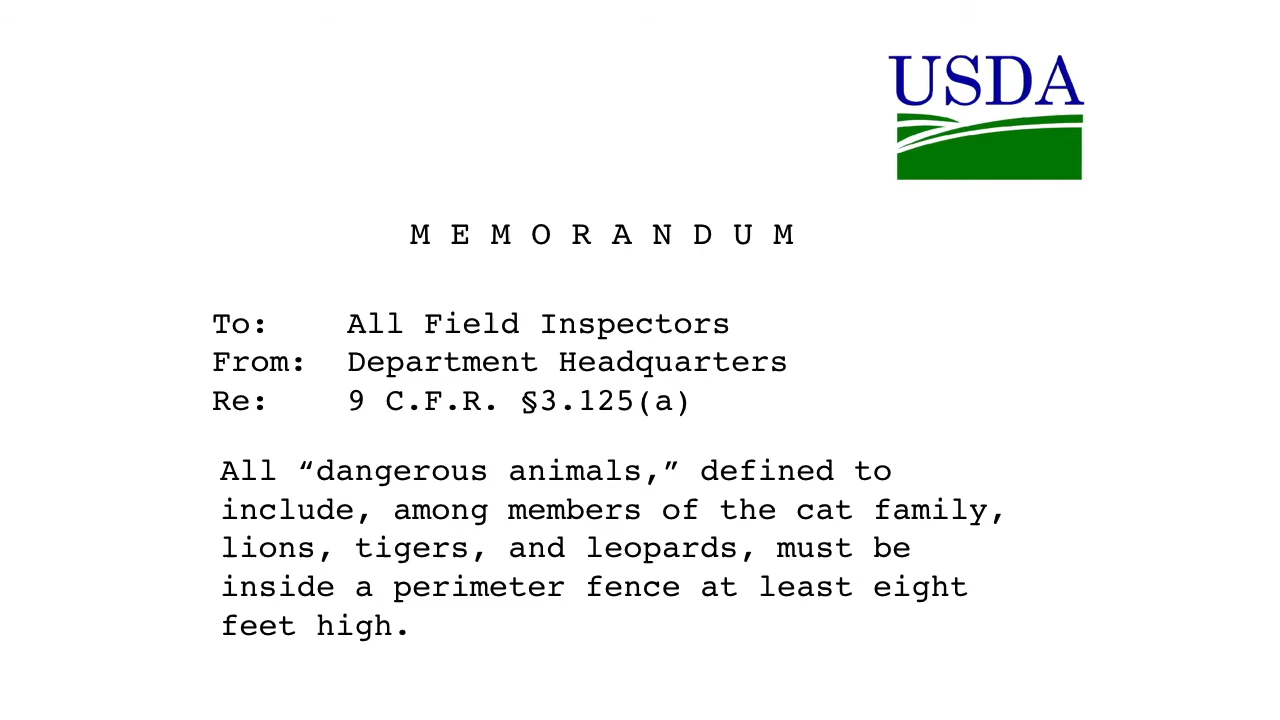 USDA
M E M O R A N D U M
To: All Field Inspectors
From: Department Headquarters
Re: 9 C.F.R. §3.125(a)
All “dangerous animals,” defined to
include, among members of the cat family,
lions, tigers, and leopards, must be
inside a perimeter fence at least eight
feet high.